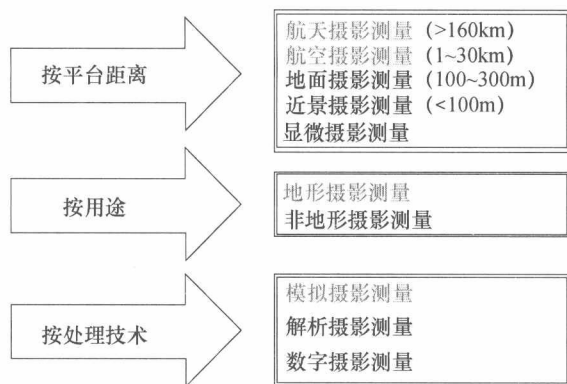 按平台距离
航天摄影测量（>160km）
航空摄影测量（1~30km）
地面摄影测量（100~300m）
近景摄影测量（<100m）
显微摄影测量
按用途
地形摄影测量
非地形摄影测量
按处理技术
模拟摄影测量
解析摄影测量
数字摄影测量